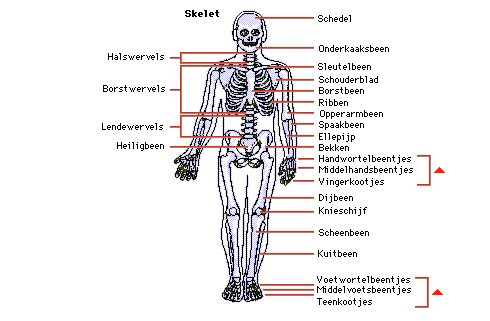 Skelet
Schedel
Onderkaaksbeen
Halswervels
Sleutelbeen
Schouderblad
Borstwervels
Borstbeen
Ribben
Opperarmbeen
Lendewervels
Spaakbeen
Ellepijp
Heiligbeen
Bekken
Handwortelbeentjes
Middelhandsbeentjes
Vingerkootjes
Dijbeen
Knieschijf
Scheenbeen
Kuitbeen
Voetwortelbeentjes
Middelvoetsbeentjes
Teenkootjes